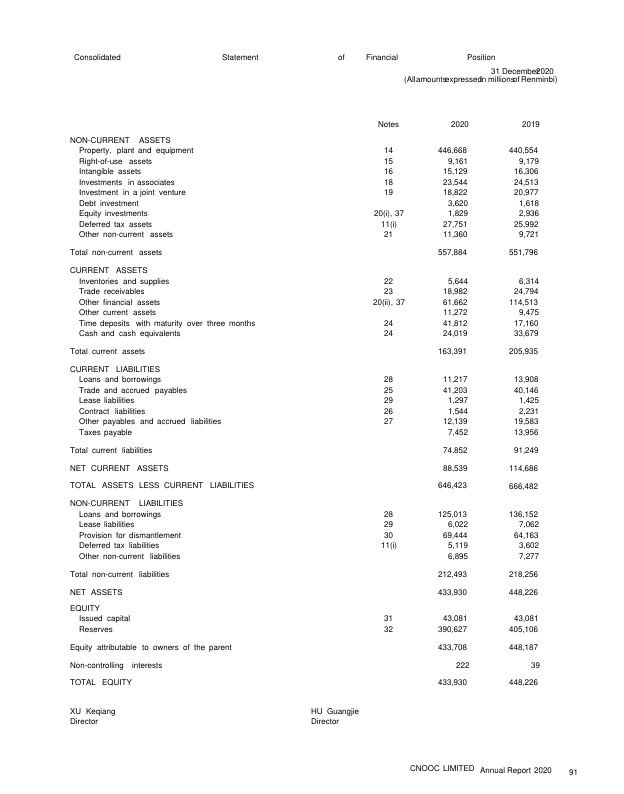 Consolidated Statement of Financial Position
31 December 2020
(All amounts expressed in millions of Renminbi)
Notes 2020 2019
NON-CURRENT ASSETS
Property, plant and equipment 14 446,668 440,554
Right-of-use assets 15 9,161 9,179
Intangible assets 16 15,129 16,306
Investments in associates 18 23,544 24,513
Investment in a joint venture 19 18,822 20,977
Debt investment 3,620 1,618
Equity investments 20(i), 37 1,829 2,936
Deferred tax assets 11(i) 27,751 25,992
Other non-current assets 21 11,360 9,721
Total non-current assets 557,884 551,796
CURRENT ASSETS
Inventories and supplies 22 5,644 6,314
Trade receivables 23 18,982 24,794
Other financial assets 20(ii), 37 61,662 114,513
Other current assets 11,272 9,475
Time deposits with maturity over three months 24 41,812 17,160
Cash and cash equivalents 24 24,019 33,679
Total current assets 163,391 205,935
CURRENT LIABILITIES
Loans and borrowings 28 11,217 13,908
Trade and accrued payables 25 41,203 40,146
Lease liabilities 29 1,297 1,425
Contract liabilities 26 1,544 2,231
Other payables and accrued liabilities 27 12,139 19,583
Taxes payable 7,452 13,956
Total current liabilities 74,852 91,249
NET CURRENT ASSETS 88,539 114,686
TOTAL ASSETS LESS CURRENT LIABILITIES 646,423 666,482
NON-CURRENT LIABILITIES
Loans and borrowings 28 125,013 136,152
Lease liabilities 29 6,022 7,062
Provision for dismantlement 30 69,444 64,163
Deferred tax liabilities 11(i) 5,119 3,602
Other non-current liabilities 6,895 7,277
Total non-current liabilities 212,493 218,256
NET ASSETS 433,930 448,226
EQUITY
Issued capital 31 43,081 43,081
Reserves 32 390,627 405,106
Equity attributable to owners of the parent 433,708 448,187
Non-controlling interests 222 39
TOTAL EQUITY 433,930 448,226
XU Keqiang HU Guangjie
Director Director
CNOOC LIMITED Annual Report 2020 91